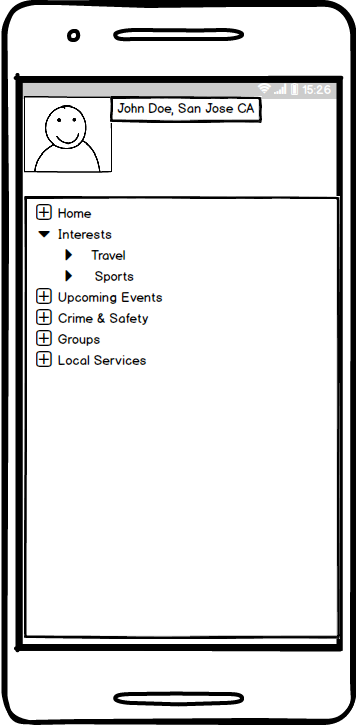 15:26
John Doe, San Jose CA
Home
Interests
Travel
Sports
Upcoming Events
Crime & Safety
Groups
Local Services